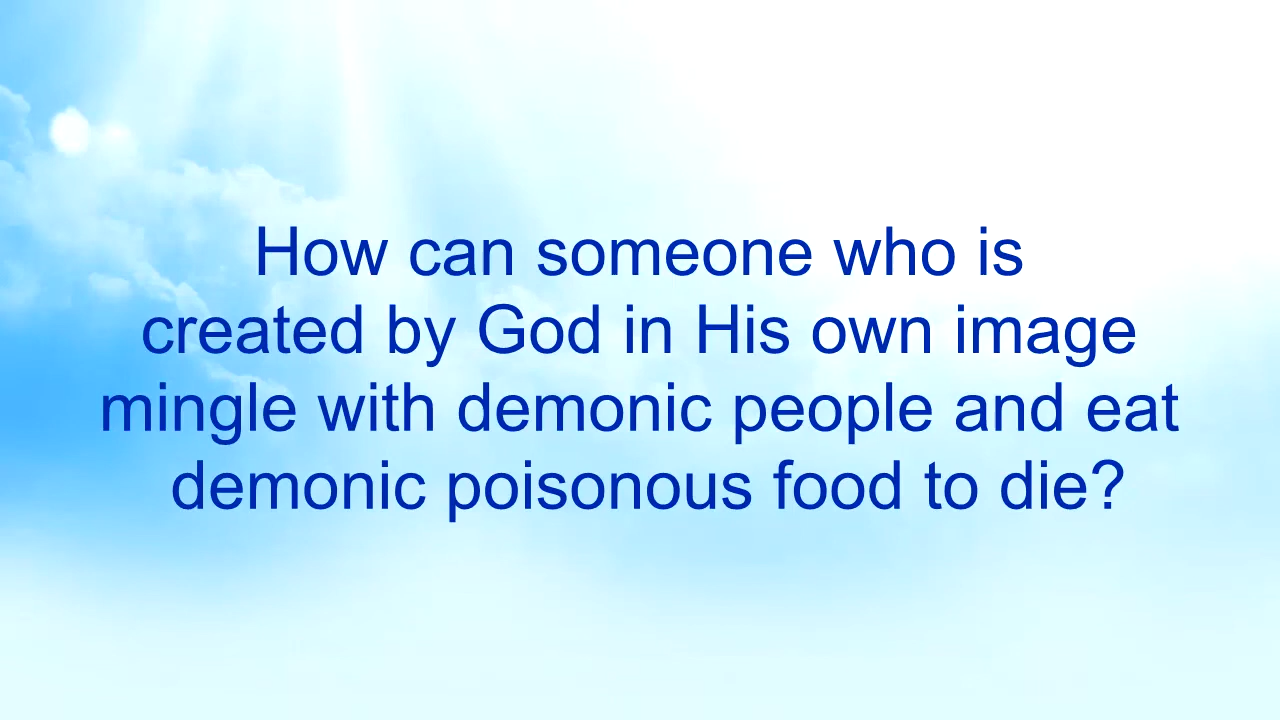 How can someone who is
created by God in His own image
mingle with demonic people and eat
demonic poisonous food to die?